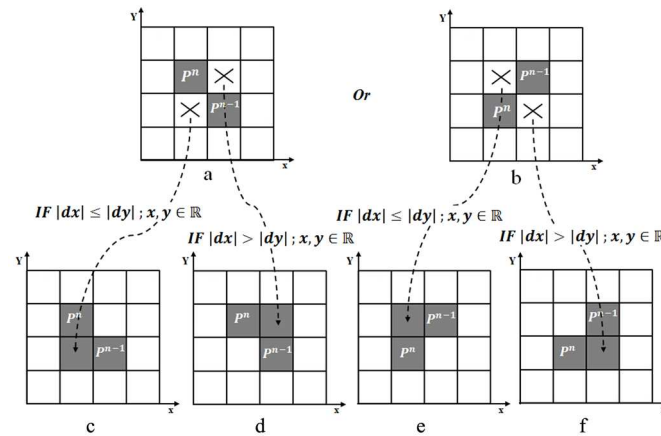 Y
P^n
P^{n-1}
x
a
Or
Y
P^{n-1}
P^n
x
b
IF |dx| ≤ |dy| ; x, y ∈ ℝ
IF |dx| > |dy| ; x, y ∈ ℝ
IF |dx| ≤ |dy| ; x, y ∈ ℝ
IF |dx| > |dy| ; x, y ∈ ℝ
Y
P^n
P^{n-1}
x
c
Y
P^n
P^{n-1}
x
d
Y
P^{n-1}
P^n
x
e
Y
P^{n-1}
P^n
x
f